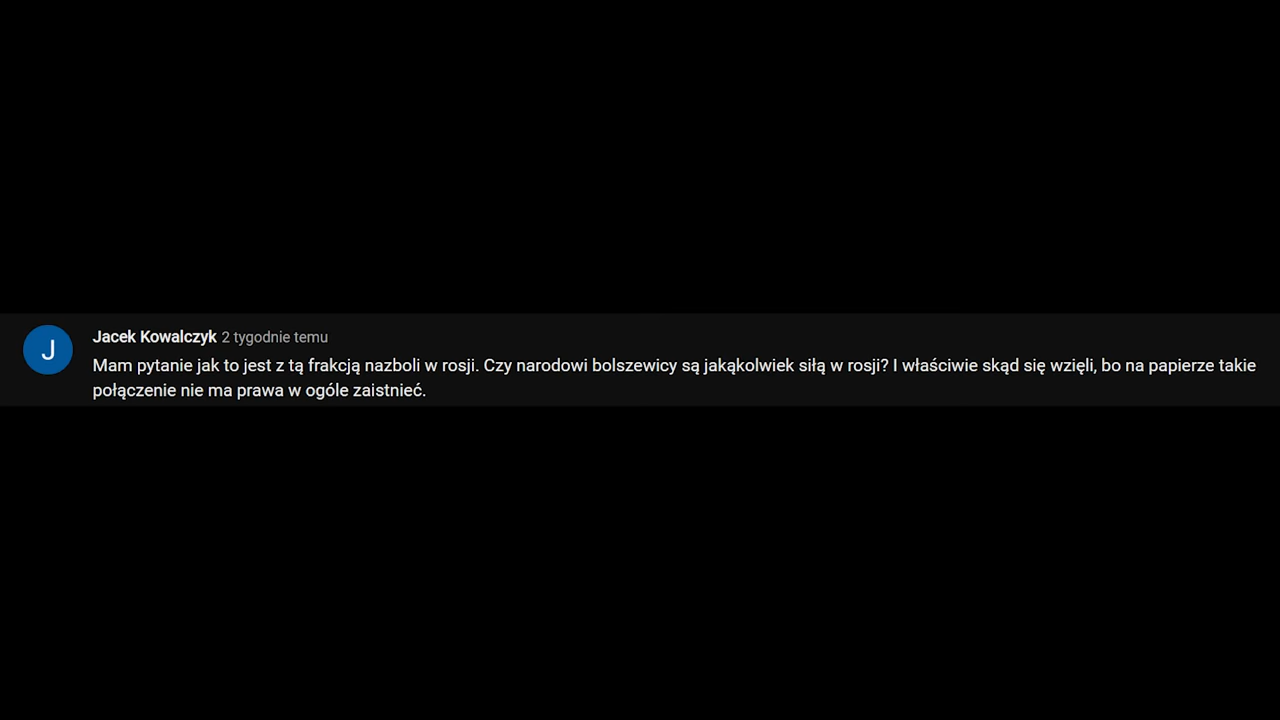 J
Jacek Kowalczyk 2 tygodnie temu
Mam pytanie jak to jest z tą frakcją nazboli w rosji. Czy narodowi bolszewicy są jakąkolwiek siłą w rosji? I właściwie skąd się wzięli, bo na papierze takie
połączenie nie ma prawa w ogóle zaistnieć.